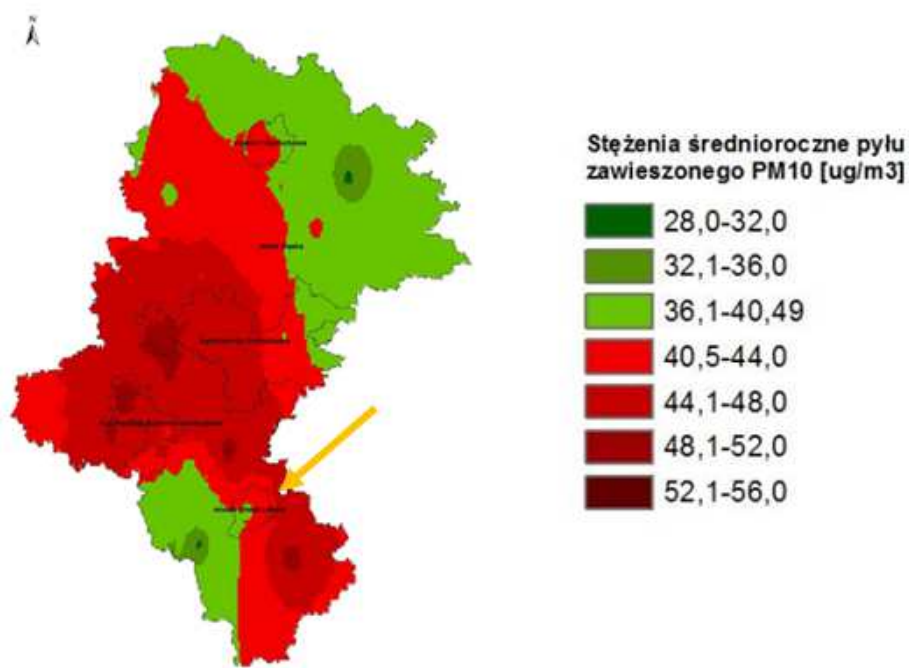 N
Stężenia średnioroczne pyłu
zawieszonego PM10 [ug/m3]
28,0-32,0
32,1-36,0
36,1-40,49
40,5-44,0
44,1-48,0
48,1-52,0
52,1-56,0